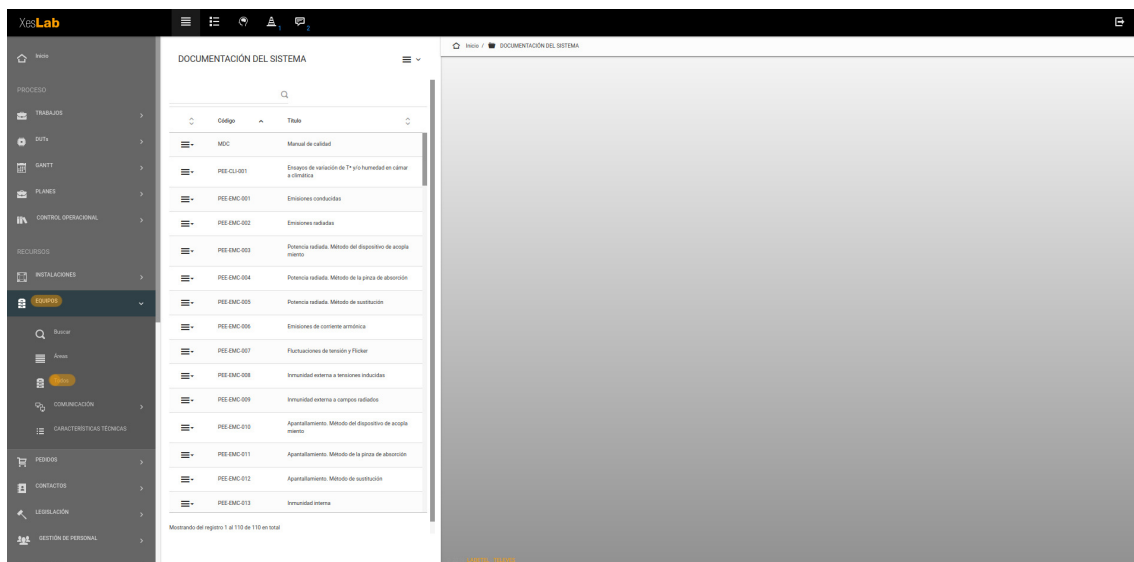 XesLab
1
2
Inicio
PROCESO
TRABAJOS
DUTs
GANTT
PLANES
CONTROL OPERACIONAL
RECURSOS
INSTALACIONES
EQUIPOS
Buscar
Áreas
COMUNICACIÓN
CARACTERÍSTICAS TÉCNICAS
PEDIDOS
CONTACTOS
LEGISLACIÓN
GESTIÓN DE PERSONAL
DOCUMENTACIÓN DEL SISTEMA
Código Titulo
MDC Manual de calidad
PEE-CLI-001 Ensayos de variación de Tª y/o humedad en cámar
a climática
PEE-EMC-001 Emisiones conducidas
PEE-EMC-002 Emisiones radiadas
PEE-EMC-003 Potencia radiada. Método del dispositivo de acopla
miento
PEE-EMC-004 Potencia radiada. Método de la pinza de absorción
PEE-EMC-005 Potencia radiada. Método de sustitución
PEE-EMC-006 Emisiones de corriente armónica
PEE-EMC-007 Fluctuaciones de tensión y Flicker
PEE-EMC-008 Inmunidad externa a tensiones inducidas
PEE-EMC-009 Inmunidad externa a campos radiados
PEE-EMC-010 Apantallamiento. Método del dispositivo de acopla
miento
PEE-EMC-011 Apantallamiento. Método de la pinza de absorción
PEE-EMC-012 Apantallamiento. Método de sustitución
PEE-EMC-013 Inmunidad interna
Mostrando del registro 1 al 110 de 110 en total
Inicio / DOCUMENTACIÓN DEL SISTEMA